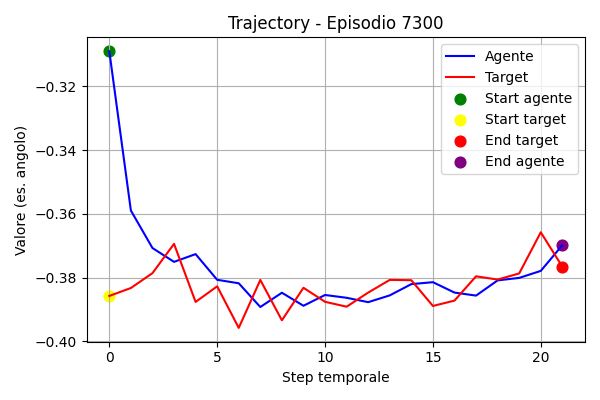 Trajectory - Episodio 7300
Agente
Target
Start agente
Start target
End target
End agente
Valore (es. angolo)
−0.32
−0.34
−0.36
−0.38
−0.40
0
5
10
15
20
Step temporale